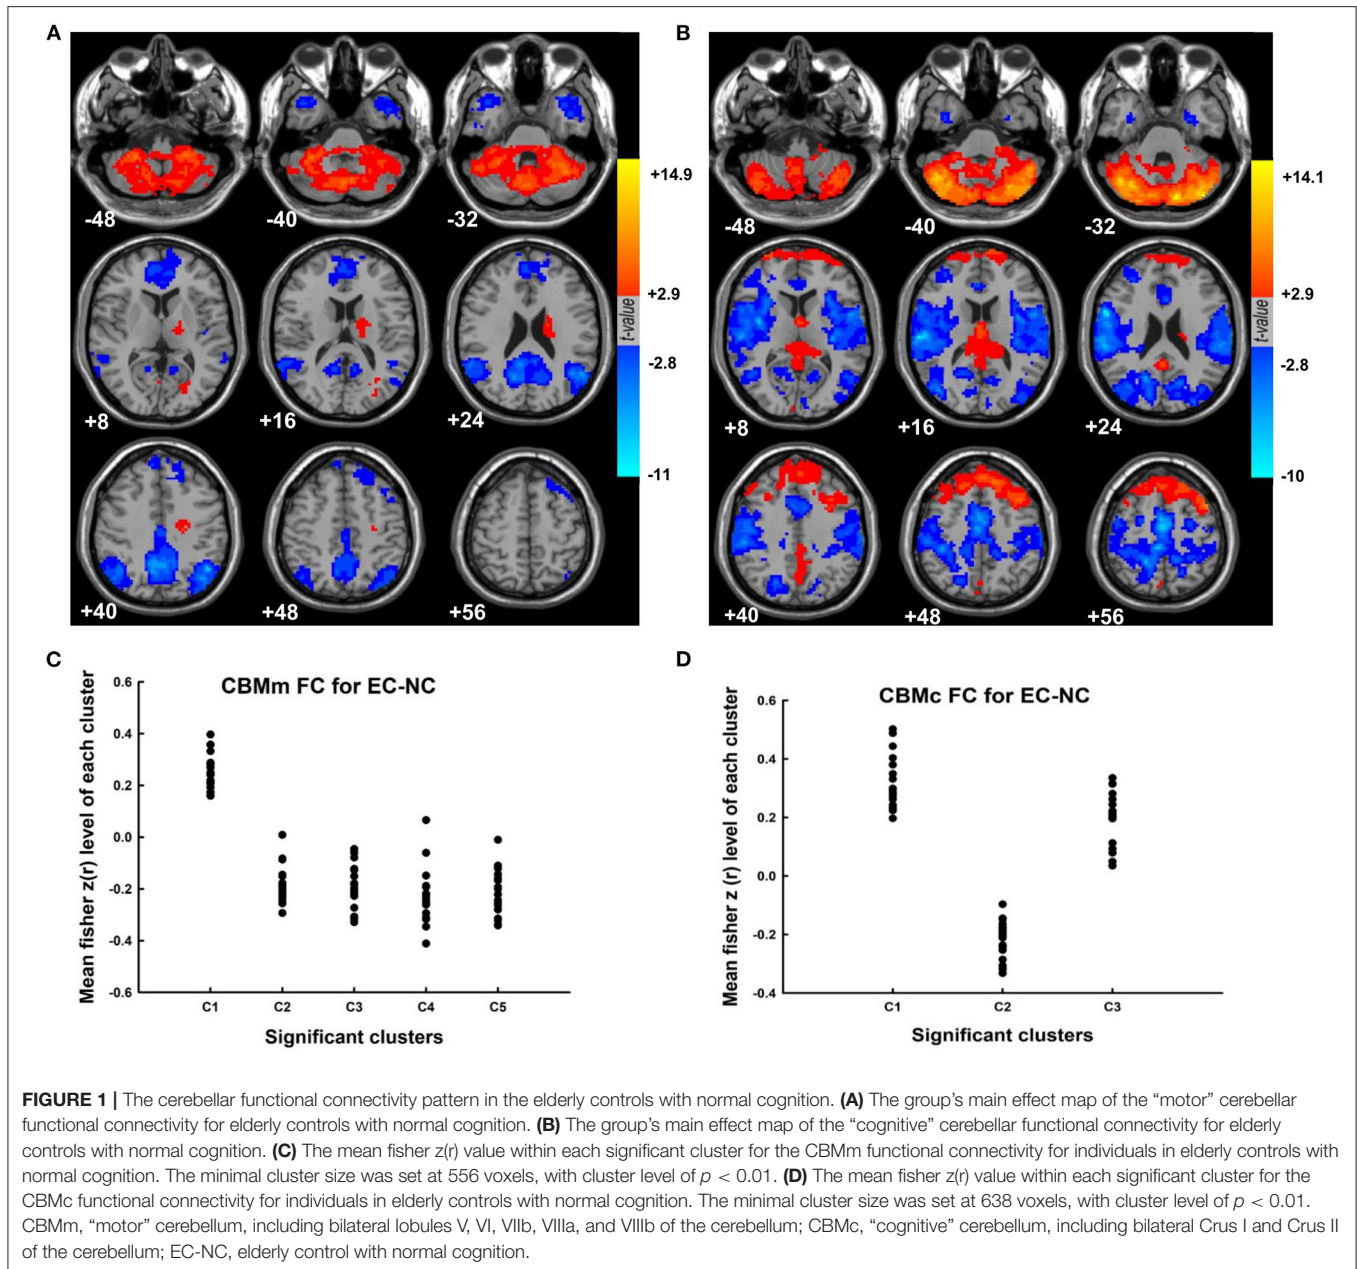 A
B
-48
-40
-32
+14.9
+2.9
t-value
-2.8
-11
+8
+16
+24
+40
+48
+56
-48
-40
-32
+14.1
+2.9
t-value
-2.8
-10
+8
+16
+24
+40
+48
+56
C
CBMm FC for EC-NC
Mean fisher z(r) level of each cluster
0.6
0.4
0.2
0.0
-0.2
-0.4
-0.6
C1 C2 C3 C4 C5
Significant clusters
D
CBMc FC for EC-NC
Mean fisher z (r) level of each cluster
0.6
0.4
0.2
0.0
-0.2
-0.4
C1 C2 C3
Significant clusters
FIGURE 1 | The cerebellar functional connectivity pattern in the elderly controls with normal cognition. (A) The group's main effect map of the “motor” cerebellar
functional connectivity for elderly controls with normal cognition. (B) The group's main effect map of the “cognitive” cerebellar functional connectivity for elderly
controls with normal cognition. (C) The mean fisher z(r) value within each significant cluster for the CBMm functional connectivity for individuals in elderly controls with
normal cognition. The minimal cluster size was set at 556 voxels, with cluster level of p < 0.01. (D) The mean fisher z(r) value within each significant cluster for the
CBMc functional connectivity for individuals in elderly controls with normal cognition. The minimal cluster size was set at 638 voxels, with cluster level of p < 0.01.
CBMm, “motor” cerebellum, including bilateral lobules V, VI, VIIb, VIIIa, and VIIIb of the cerebellum; CBMc, “cognitive” cerebellum, including bilateral Crus I and Crus II
of the cerebellum; EC-NC, elderly control with normal cognition.